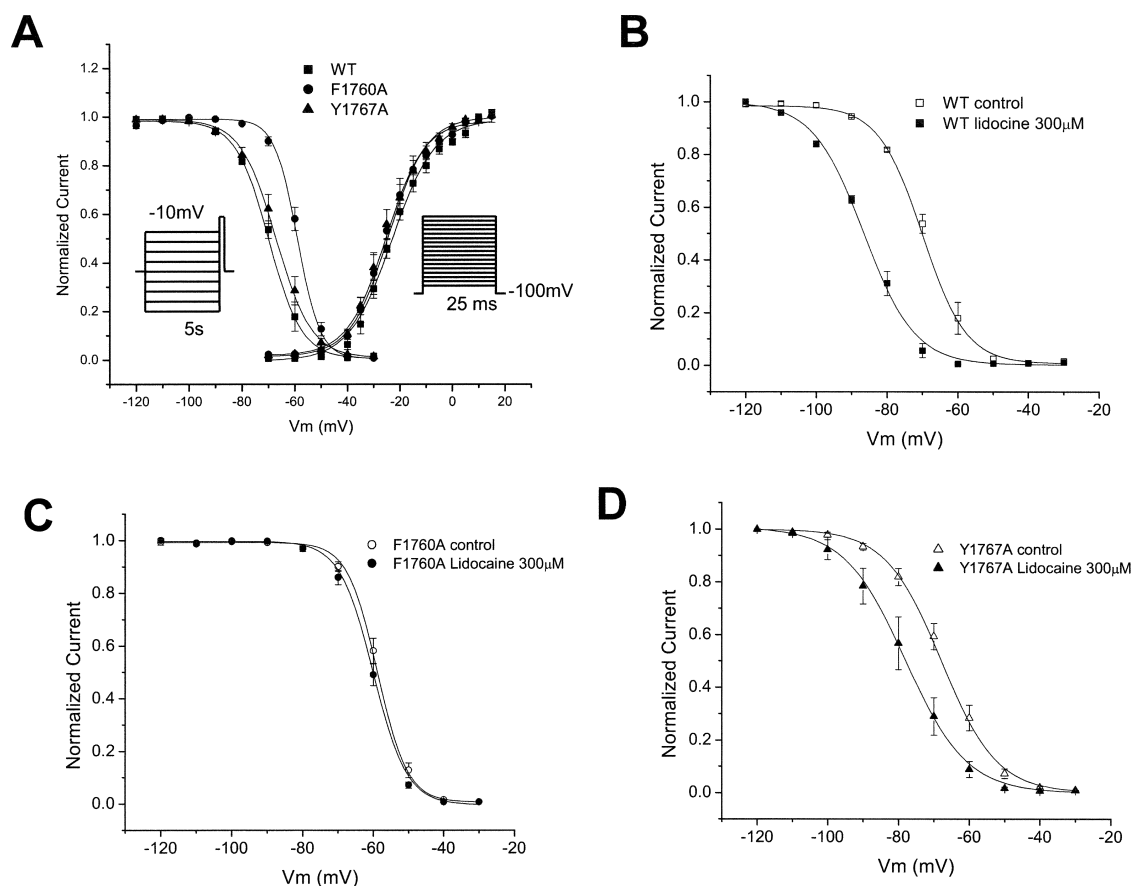 A
WT
F1760A
Y1767A
Normalized Current
1.2
1.0
0.8
0.6
0.4
0.2
0.0
-10mV
5s
25 ms
-100mV
-120 -100 -80 -60 -40 -20 0 20
Vm (mV)
B
WT control
WT lidocine 300μM
Normalized Current
1.0
0.8
0.6
0.4
0.2
0.0
-120 -100 -80 -60 -40 -20
Vm (mV)
C
F1760A control
F1760A Lidocaine 300μM
Normalized Current
1.0
0.8
0.6
0.4
0.2
0.0
-120 -100 -80 -60 -40 -20
Vm (mV)
D
Y1767A control
Y1767A Lidocaine 300μM
Normalized Current
1.0
0.8
0.6
0.4
0.2
0.0
-120 -100 -80 -60 -40 -20
Vm (mV)